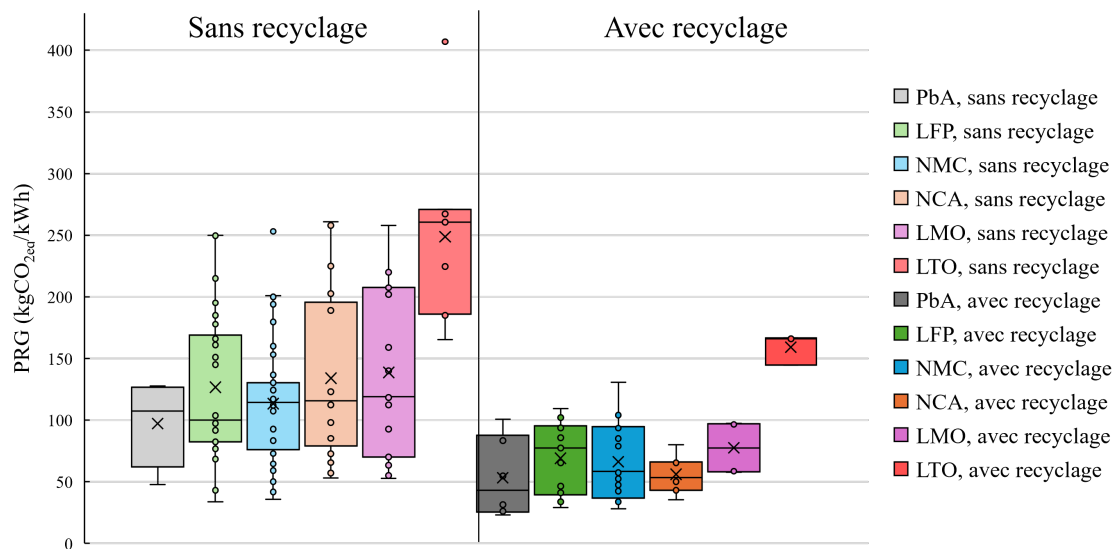 Sans recyclage
Avec recyclage
PRG (kgCO2eq/kWh)
400
350
300
250
200
150
100
50
0
PbA, sans recyclage
LFP, sans recyclage
NMC, sans recyclage
NCA, sans recyclage
LMO, sans recyclage
LTO, sans recyclage
PbA, avec recyclage
LFP, avec recyclage
NMC, avec recyclage
NCA, avec recyclage
LMO, avec recyclage
LTO, avec recyclage